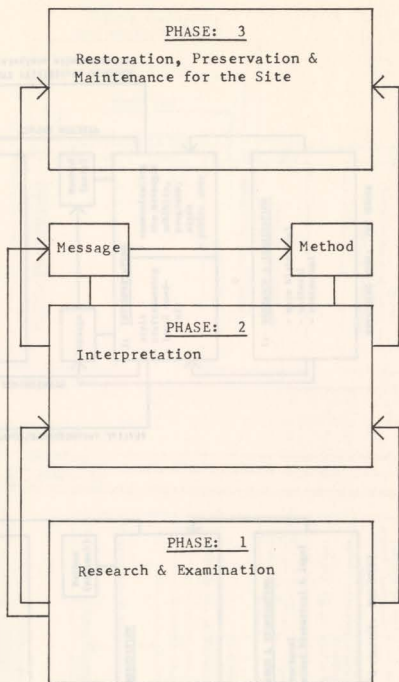 PHASE: 3
Restoration, Preservation &
Maintenance for the Site
Message
Method
PHASE: 2
Interpretation
PHASE: 1
Research & Examination